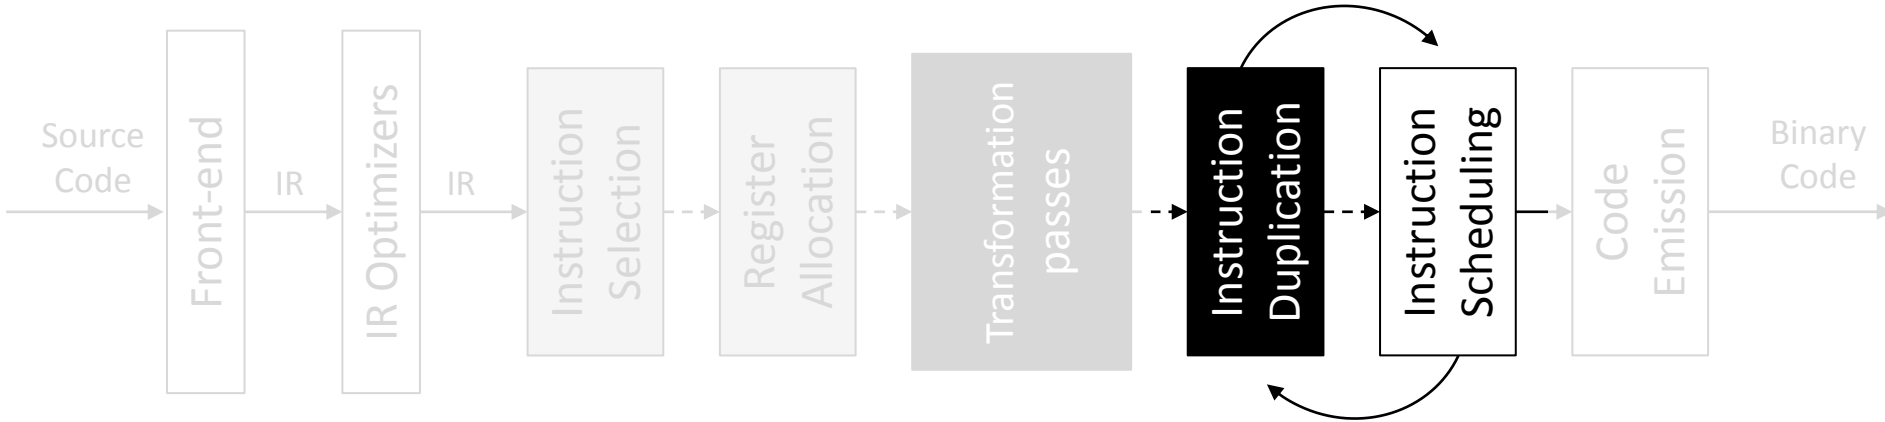 Source
Code
Front-end
IR
IR Optimizers
IR
Instruction
Selection
Register
Allocation
Transformation
passes
Instruction
Duplication
Instruction
Scheduling
Code
Emission
Binary
Code